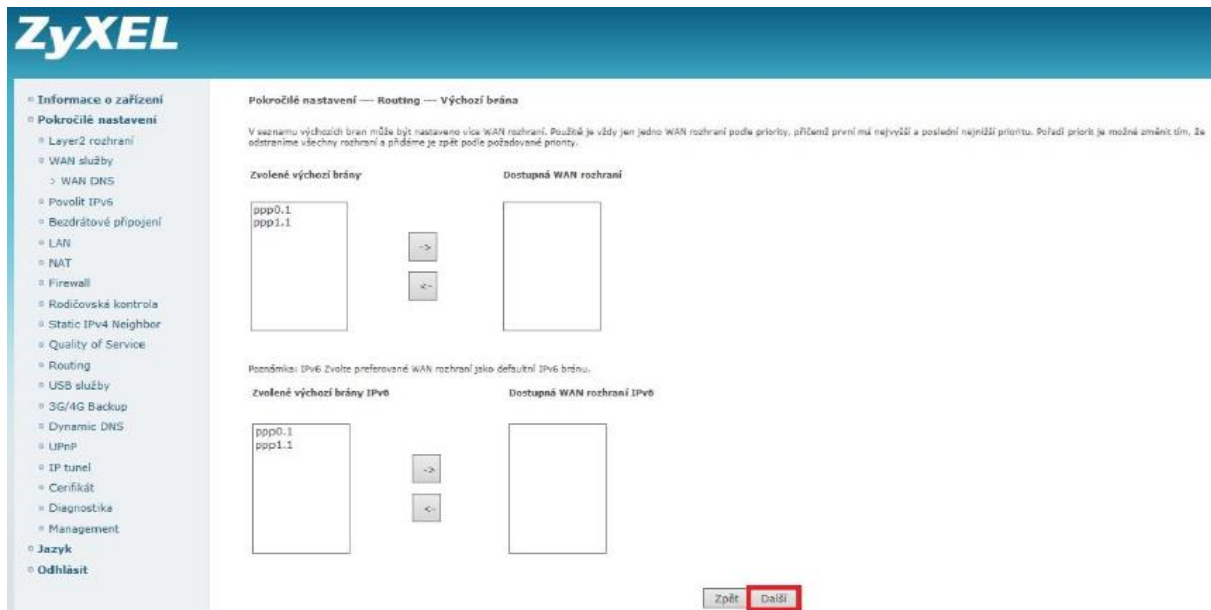 ZyXEL
Informace o zařízení
Pokročilé nastavení
Layer2 rozhraní
WAN služby
> WAN DNS
Povolit IPv6
Bezdrátové připojení
LAN
NAT
Firewall
Rodičovská kontrola
Static IPv4 Neighbor
Quality of Service
Routing
USB služby
3G/4G Backup
Dynamic DNS
UPnP
IP tunel
Cerifikát
Diagnostika
Management
Jazyk
Odhlásit
Pokročilé nastavení --- Routing --- Výchozí brána
V seznamu výchozích bran může být nastaveno více WAN rozhraní. Použité je vždy jen jedno WAN rozhraní podle priority, přičemž první má nejvyšší a poslední nejnižší prioritu. Pořadí priorit je možné změnit tím, že
odstraníme všechny rozhraní a přidáme je zpět podle požadované priority.
Zvolené výchozí brány Dostupná WAN rozhraní
ppp0.1
ppp1.1
->
<-
Poznámka: IPv6 Zvolte preferované WAN rozhraní jako defaultní IPv6 bránu.
Zvolené výchozí brány IPv6 Dostupná WAN rozhraní IPv6
ppp0.1
ppp1.1
->
<-
Zpět Další